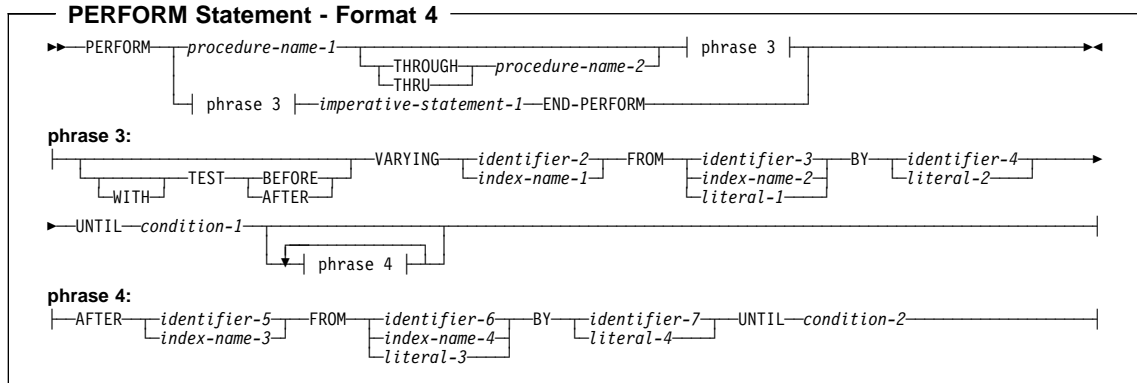 PERFORM Statement - Format 4
PERFORM procedure-name-1 phrase 3
THROUGH procedure-name-2
THRU
phrase 3 imperative-statement-1 END-PERFORM
phrase 3:
VARYING identifier-2 FROM identifier-3 BY identifier-4
TEST BEFORE index-name-1 index-name-2 literal-2
WITH AFTER literal-1
UNTIL condition-1
phrase 4
phrase 4:
AFTER identifier-5 FROM identifier-6 BY identifier-7 UNTIL condition-2
index-name-3 index-name-4 literal-4
literal-3